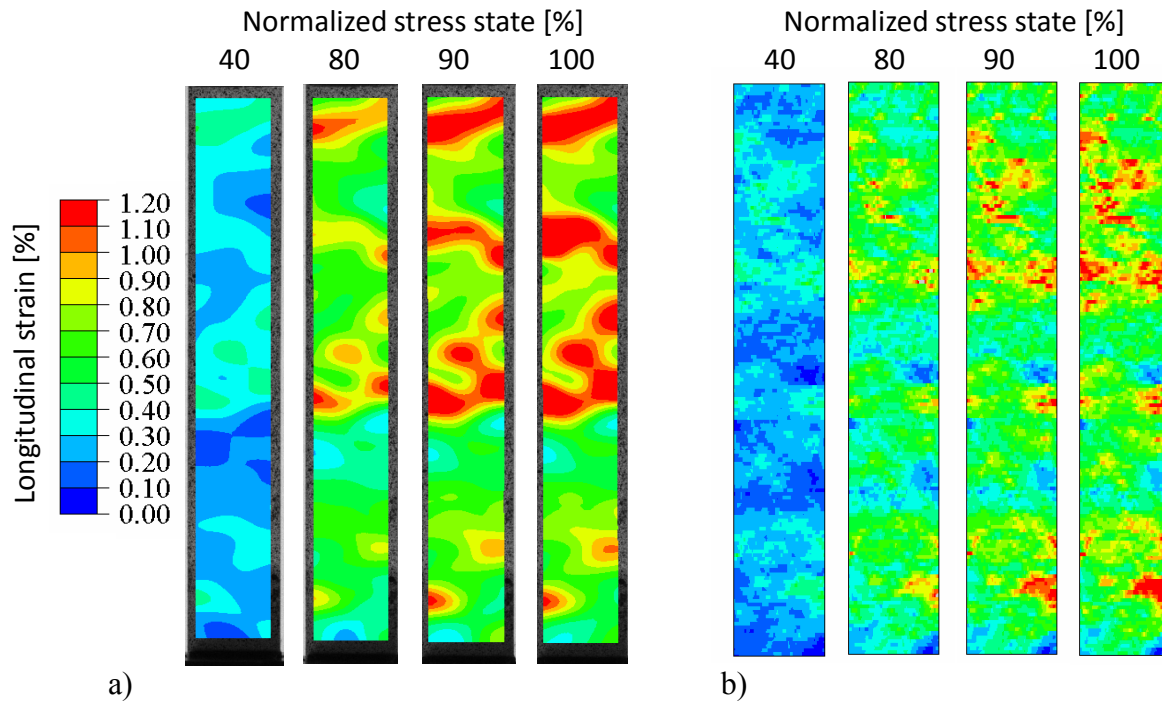 Normalized stress state [%]
40 80 90 100
Normalized stress state [%]
40 80 90 100
Longitudinal strain [%]
1.20
1.10
1.00
0.90
0.80
0.70
0.60
0.50
0.40
0.30
0.20
0.10
0.00
a)
b)